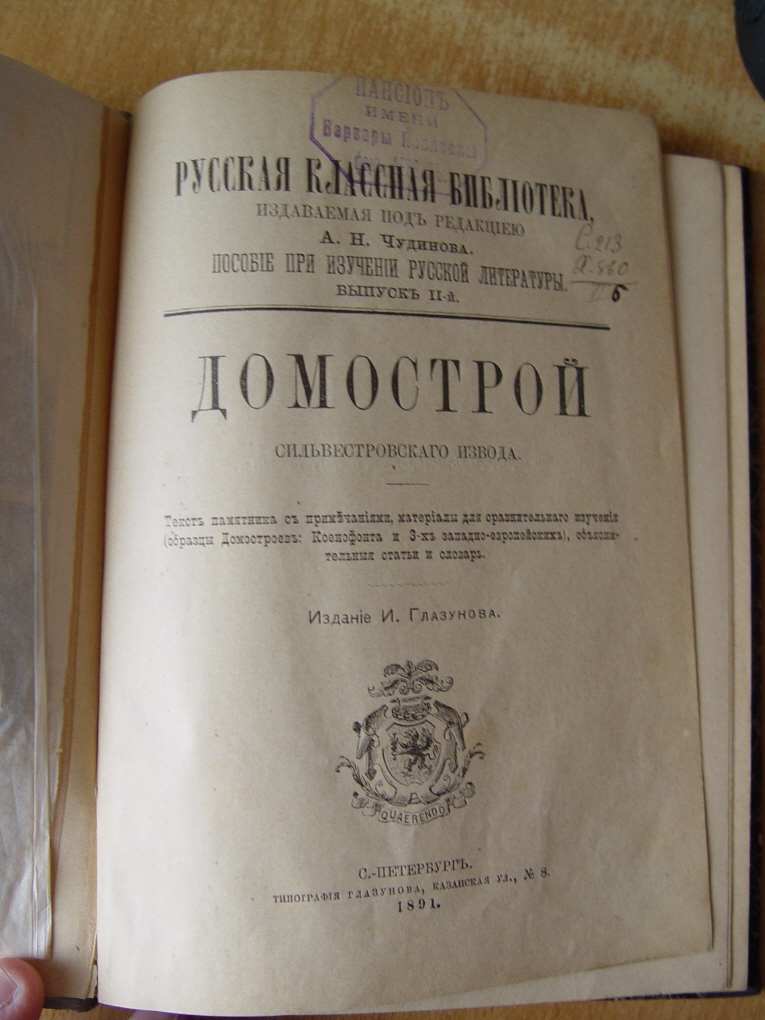 ПАНСІОНЪ
ИМЕНИ
Варвары
РУССКАЯ КЛАССНАЯ БИБЛІОТЕКА,
ИЗДАВАЕМАЯ ПОДЪ РЕДАКЦІЕЮ
А. Н. Чудинова.
ПОСОБІЕ ПРИ ИЗУЧЕНІИ РУССКОЙ ЛИТЕРАТУРЫ.
ВЫПУСКЪ II-й.
ДОМОСТРОЙ
СИЛЬВЕСТРОВСКАГО ИЗВОДА.
Текстъ памятника съ примѣчаніями, матеріалы для сравнительнаго изученія
(образцы Домостроевъ: Ксенофонта и 3-хъ западно-европейскихъ), объясни-
тельныя статьи и словарь.
Изданіе И. Глазунова.
QUAERENDO
С.-ПЕТЕРБУРГЪ.
ТИПОГРАФІЯ ГЛАЗУНОВА, КАЗАНСКАЯ УЛ., № 8.
1891.